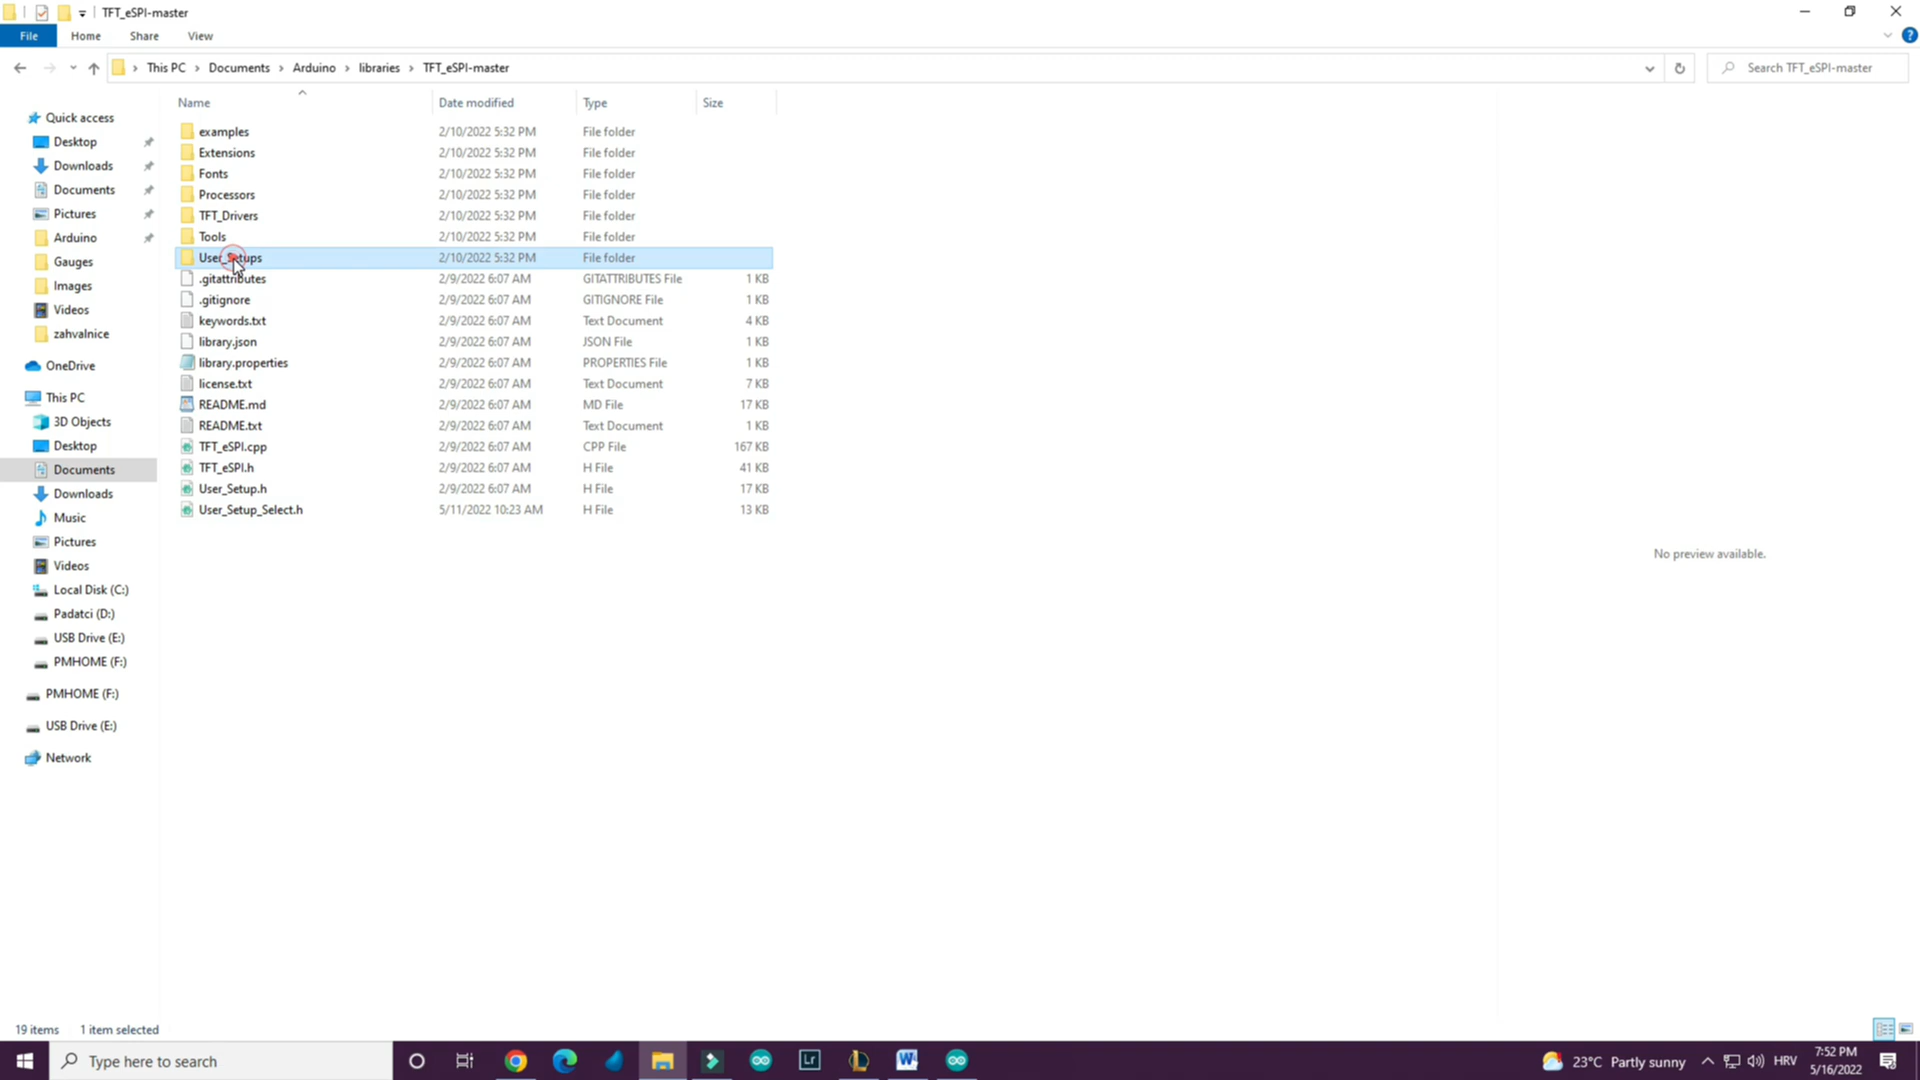 TFT_eSPI-master
File Home Share View
This PC Documents Arduino libraries TFT_eSPI-master Search TFT_eSPI-master
Name Date modified Type Size
Quick access
Desktop
Downloads
Documents
Pictures
Arduino
Gauges
Images
Videos
zahvalnice
OneDrive
This PC
3D Objects
Desktop
Documents
Downloads
Music
Pictures
Videos
Local Disk (C:)
Padatci (D:)
USB Drive (E:)
PMHOME (F:)
PMHOME (F:)
USB Drive (E:)
Network
examples 2/10/2022 5:32 PM File folder
Extensions 2/10/2022 5:32 PM File folder
Fonts 2/10/2022 5:32 PM File folder
Processors 2/10/2022 5:32 PM File folder
TFT_Drivers 2/10/2022 5:32 PM File folder
Tools 2/10/2022 5:32 PM File folder
User_Setups 2/10/2022 5:32 PM File folder
.gitattributes 2/9/2022 6:07 AM GITATTRIBUTES File 1 KB
.gitignore 2/9/2022 6:07 AM GITIGNORE File 1 KB
keywords.txt 2/9/2022 6:07 AM Text Document 4 KB
library.json 2/9/2022 6:07 AM JSON File 1 KB
library.properties 2/9/2022 6:07 AM PROPERTIES File 1 KB
license.txt 2/9/2022 6:07 AM Text Document 7 KB
README.md 2/9/2022 6:07 AM MD File 17 KB
README.txt 2/9/2022 6:07 AM Text Document 1 KB
TFT_eSPI.cpp 2/9/2022 6:07 AM CPP File 167 KB
TFT_eSPI.h 2/9/2022 6:07 AM H File 41 KB
User_Setup.h 2/9/2022 6:07 AM H File 17 KB
User_Setup_Select.h 5/11/2022 10:23 AM H File 13 KB
No preview available.
19 items 1 item selected
Type here to search
Lr
W
23°C Partly sunny HRV 7:52 PM
5/16/2022